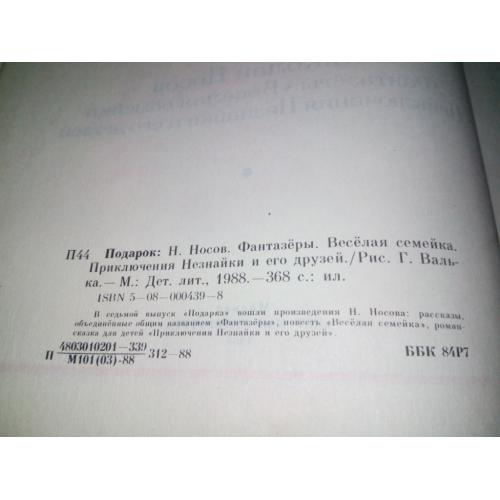 П44 Подарок: Н. Носов. Фантазёры. Весёлая семейка.
Приключения Незнайки и его друзей./Рис. Г. Валь-
ка.— М.: Дет. лит., 1988.—368 с.: ил.
ISBN 5—08—000439—8
В седьмой выпуск «Подарка» вошли произведения Н. Носова: рассказы,
объединённые общим названием «Фантазёры», повесть «Весёлая семейка», роман-
сказка для детей «Приключения Незнайки и его друзей».
П 4803010201—339
М101(03)-88 312—88
ББК 84Р7